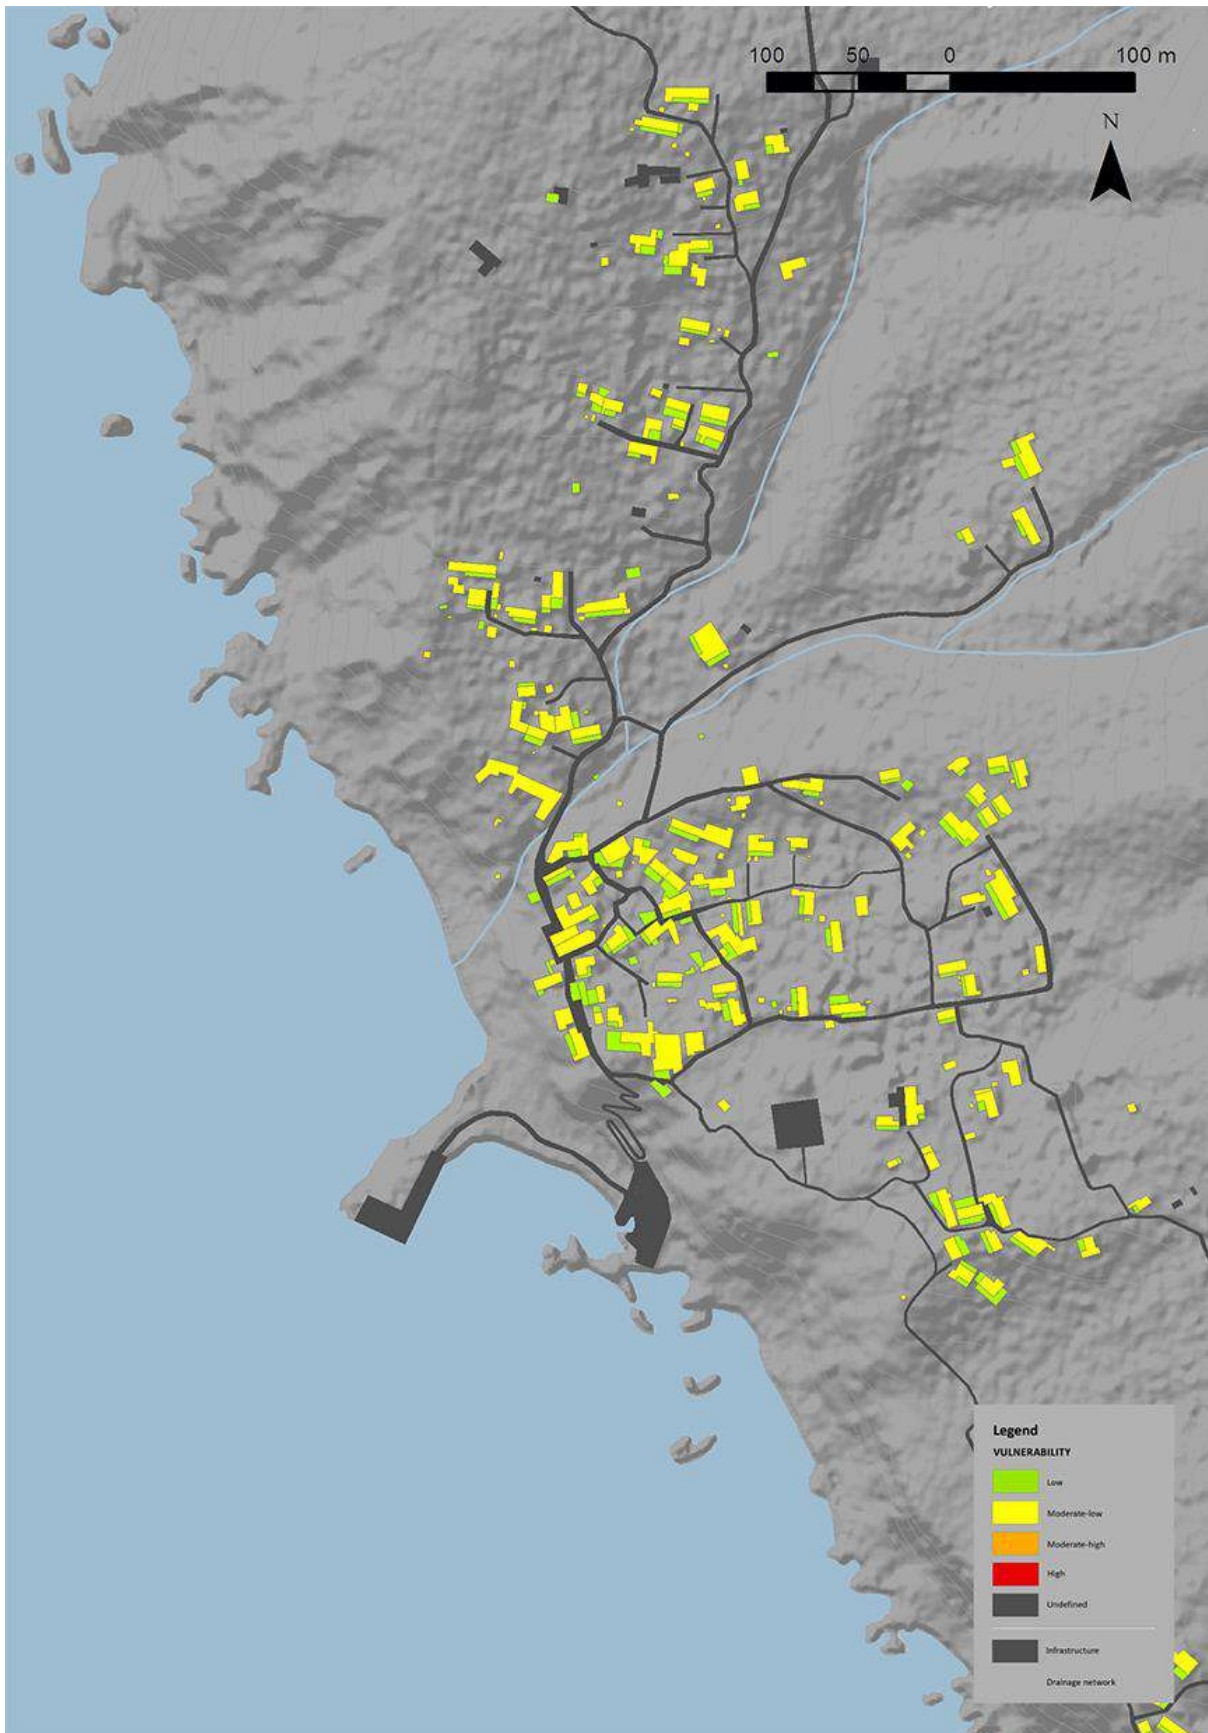 100 50 0 100 m
N
Legend
VULNERABILITY
Low
Moderate-low
Moderate-high
High
Undefined
Infrastructure
Drainage network